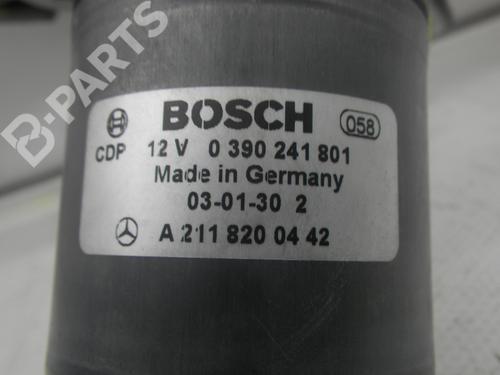 B-PARTS
BOSCH 058
CDP 12 V 0 390 241 801
Made in Germany
03-01-30 2
A 211 820 04 42